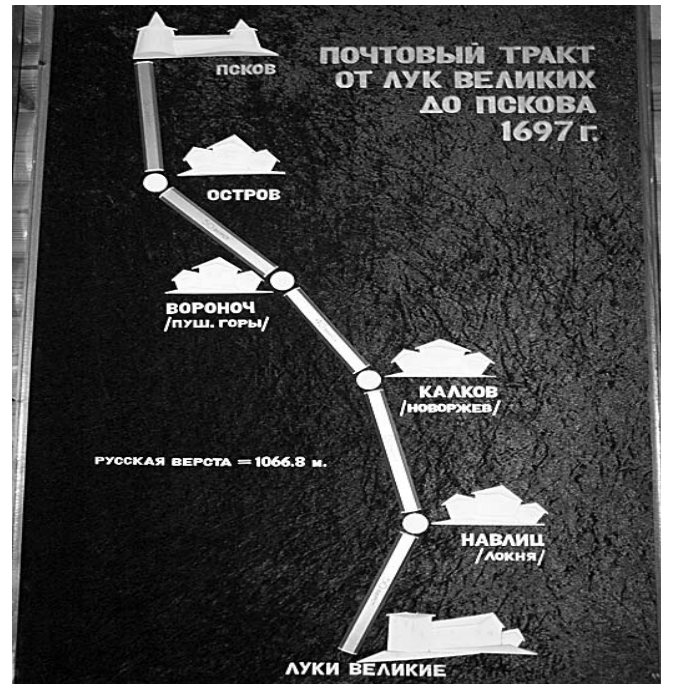 ПСКОВ
ПОЧТОВЫЙ ТРАКТ
ОТ ЛУК ВЕЛИКИХ
ДО ПСКОВА
1697 г.
ОСТРОВ
ВОРОНОЧ
/ПУШ. ГОРЫ/
КАЛКОВ
/НОВОРЖЕВ/
РУССКАЯ ВЕРСТА = 1066.8 м.
НАВЛИЦ
/ЛОКНЯ/
ЛУКИ ВЕЛИКИЕ